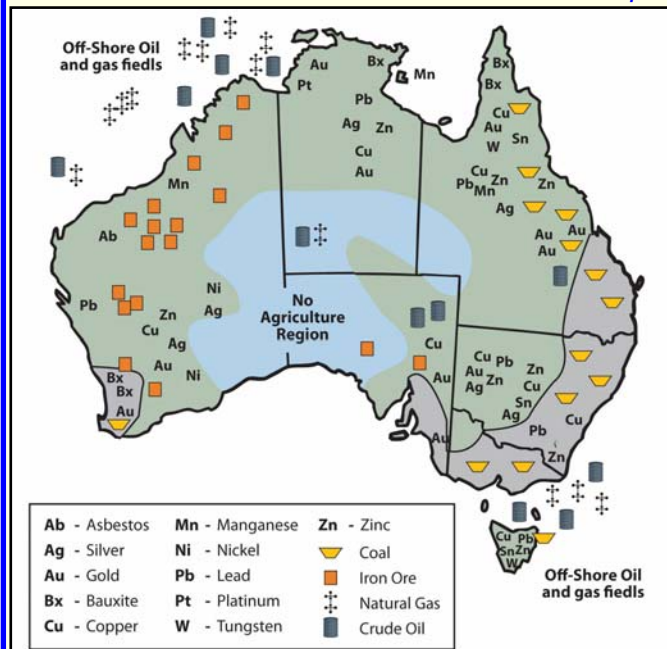 Off-Shore Oil
and gas fiedls
Au
Bx
Mn
Pt
Pb
Ag
Zn
Cu
Au
Bx
Bx
Cu
Au
Sn
W
Cu
Zn
Pb
Mn
Zn
Ag
Au
Au
Au
Mn
Ab
Pb
Ni
Ag
Zn
Cu
Ag
Au
Ni
Bx
Bx
Au
No
Agriculture
Region
Cu
Au
Au
Cu
Pb
Au
Zn
Ag
Zn
Cu
Sn
Ag
Cu
Pb
Zn
Cu
Pb
Sn
Zn
W
Off-Shore Oil
and gas fiedls
Ab - Asbestos
Ag - Silver
Au - Gold
Bx - Bauxite
Cu - Copper
Mn - Manganese
Ni - Nickel
Pb - Lead
Pt - Platinum
W - Tungsten
Zn - Zinc
Coal
Iron Ore
Natural Gas
Crude Oil